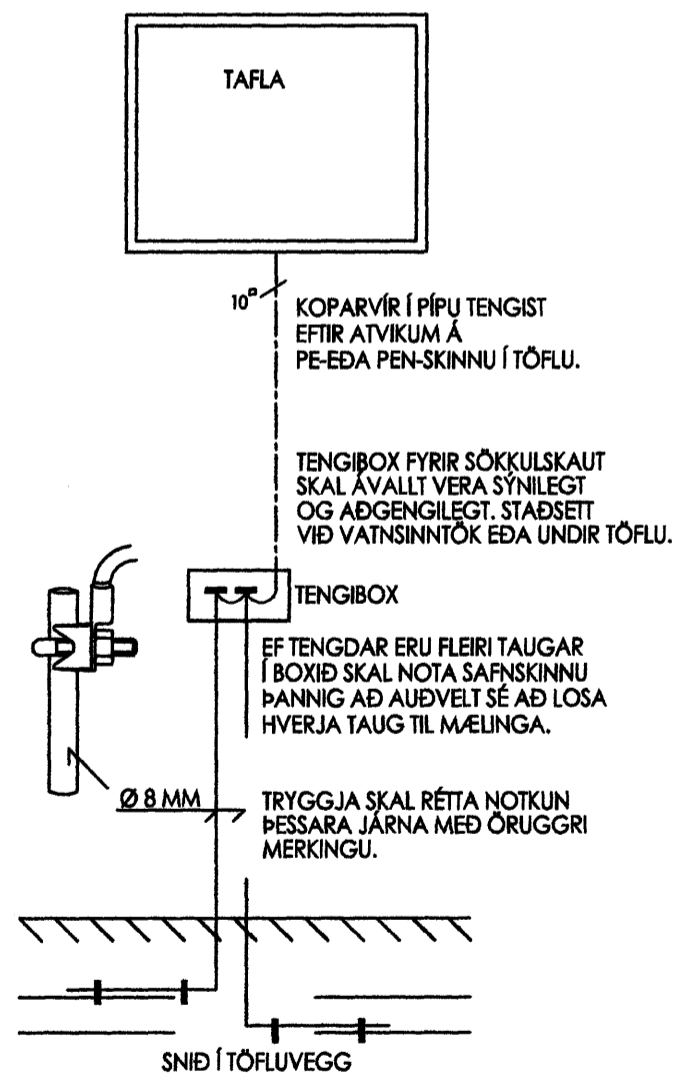 TAFLA
10▫
KOPARVÍR Í PÍPU TENGIST
EFTIR ATVIKUM Á
PE-EÐA PEN-SKINNU Í TÖFLU.
TENGIBOX FYRIR SÖKKULSKAUT
SKAL ÁVALLT VERA SÝNILEGT
OG AÐGENGILEGT. STAÐSETT
VIÐ VATNSINNTÖK EÐA UNDIR TÖFLU.
TENGIBOX
EF TENGDAR ERU FLEIRI TAUGAR
Í BOXIÐ SKAL NOTA SAFNSKINNU
ÞANNIG AÐ AUÐVELT SÉ AÐ LOSA
HVERJA TAUG TIL MÆLINGA.
Ø 8 MM
TRYGGJA SKAL RÉTTA NOTKUN
ÞESSARA JÁRNA MEÐ ÖRUGGRI
MERKINGU.
SNIÐ Í TÖFLUVEGG